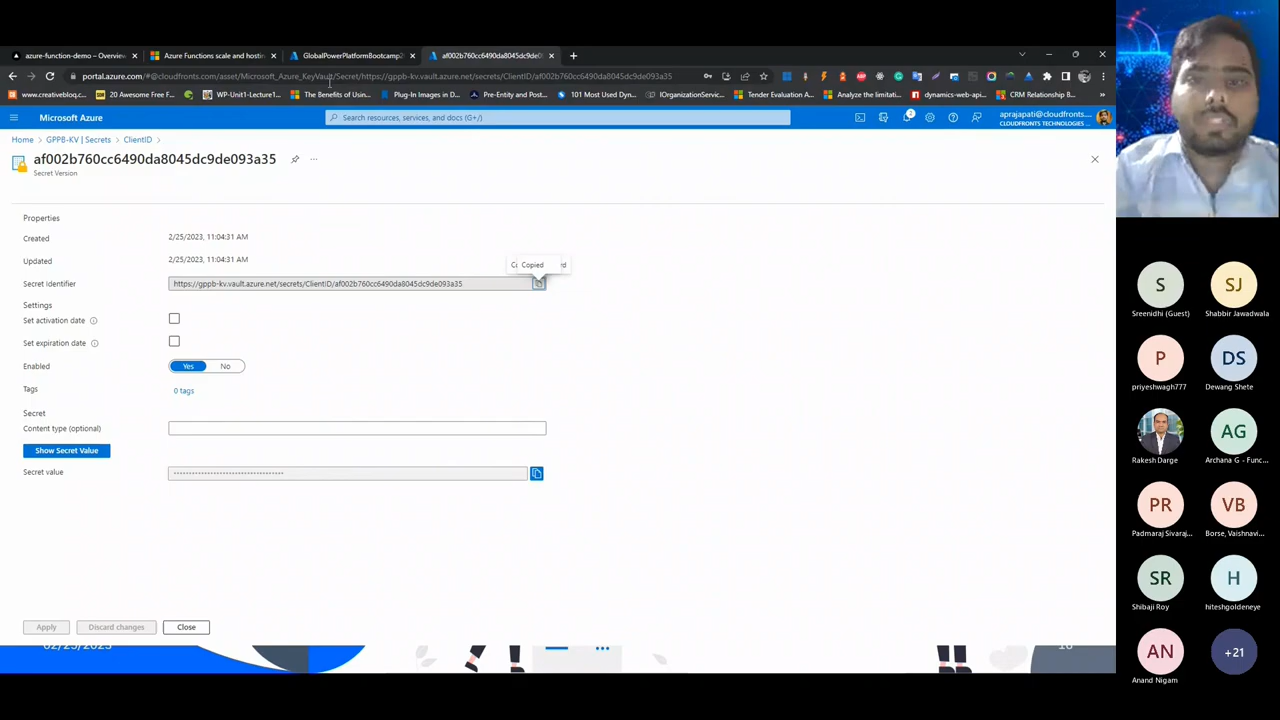 azure-function-demo – Overview
Azure Functions scale and hosting
GlobalPowerPlatformBootcamp2
af002b760cc6490da8045dc9de093a35
portal.azure.com/#@cloudfronts.com/asset/Microsoft_Azure_KeyVault/Secret/https://gppb-kv.vault.azure.net/secrets/ClientID/af002b760cc6490da8045dc9de093a35
www.creativebloq.c...
20 Awesome Free F...
WP-Unit1-Lecture1...
The Benefits of Usin...
Plug-In Images in D...
Pre-Entity and Post...
101 Most Used Dyn...
IOrganizationServic...
Tender Evaluation A...
Analyze the limitati...
dynamics-web-api...
CRM Relationship B...
Microsoft Azure
Search resources, services, and docs (G+/)
aprajapati@cloudfronts....
CLOUDFRONTS TECHNOLOGIES ...
Home > GPPB-KV | Secrets > ClientID >
af002b760cc6490da8045dc9de093a35
Secret Version
Properties
Created
2/25/2023, 11:04:31 AM
Updated
2/25/2023, 11:04:31 AM
Copied
Secret Identifier
https://gppb-kv.vault.azure.net/secrets/ClientID/af002b760cc6490da8045dc9de093a35
Settings
Set activation date
Set expiration date
Enabled
Yes
No
Tags
0 tags
Secret
Content type (optional)
Show Secret Value
Secret value
Apply
Discard changes
Close
02/25/2023
16
S
Sreenidhi (Guest)
SJ
Shabbir Jawadwala
P
priyeshwagh777
DS
Dewang Shete
Rakesh Darge
AG
Archana G - Func...
PR
Padmaraj Sivaraj...
VB
Borse, Vaishnavi...
SR
Shibaji Roy
H
hiteshgoldeneye
AN
Anand Nigam
+21